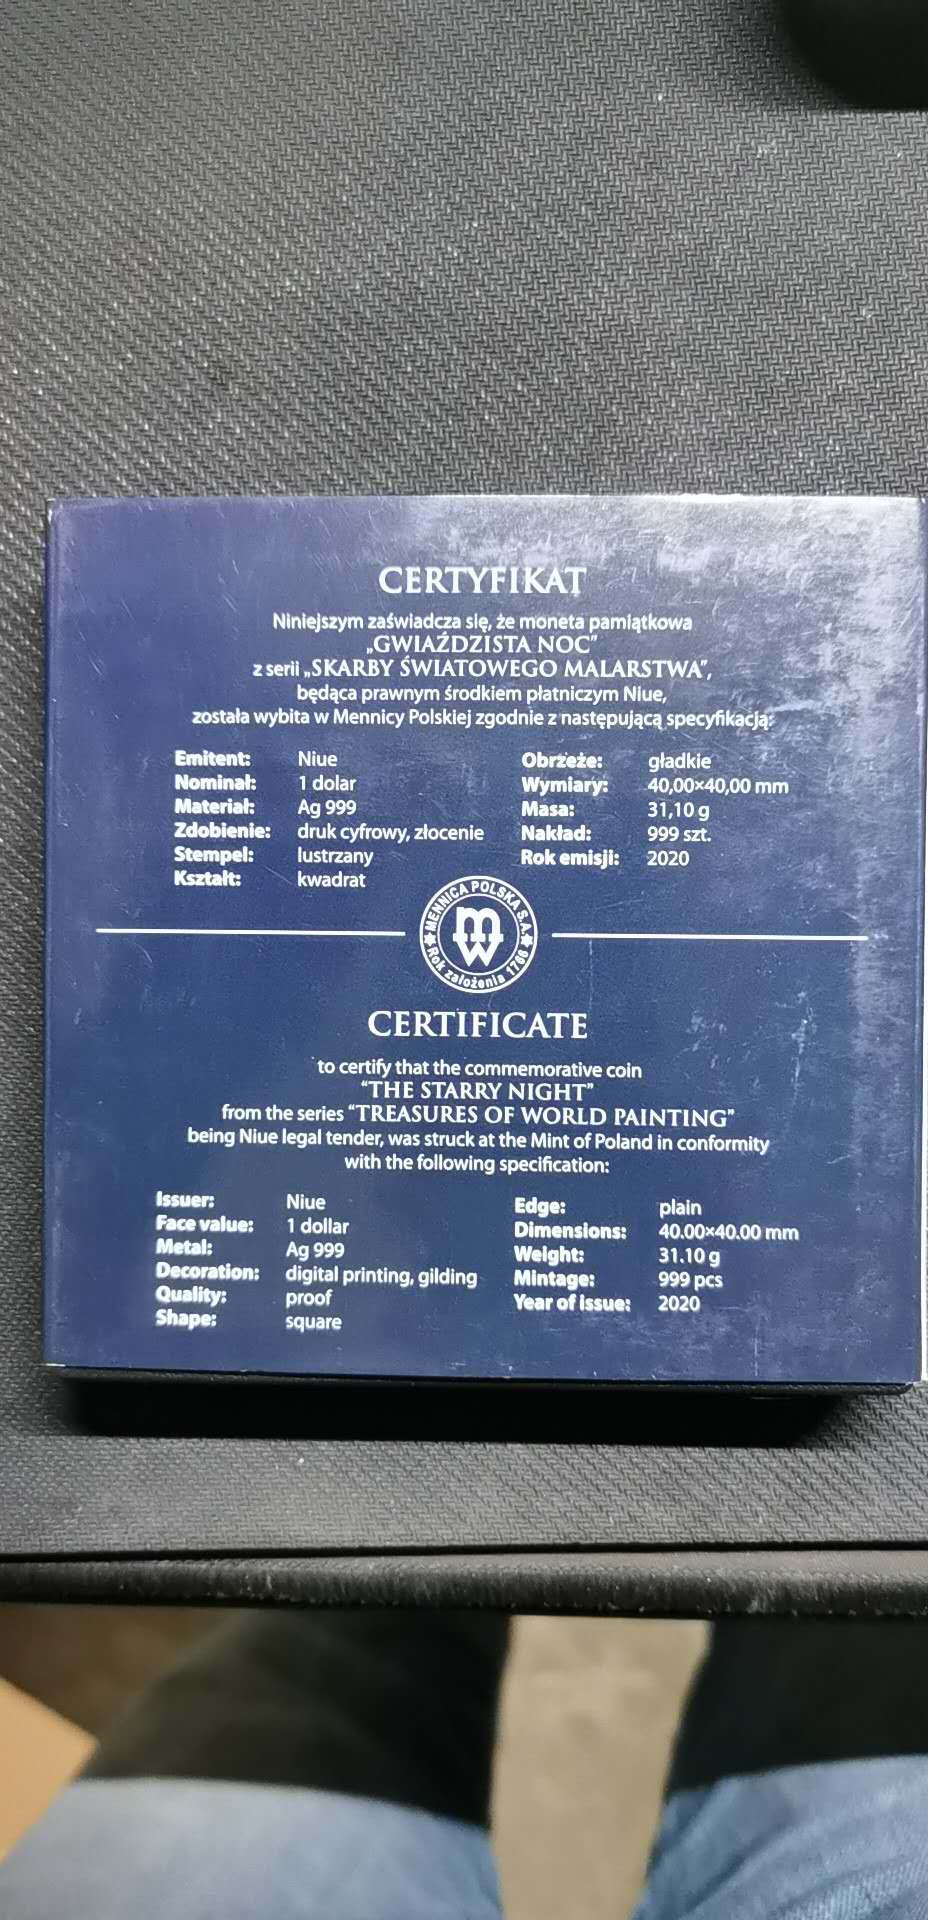 CERTYFIKAT
Niniejszym zaświadcza się, że moneta pamiątkowa
„GWIAŹDZISTA NOC”
z serii „SKARBY ŚWIATOWEGO MALARSTWA”,
będąca prawnym środkiem płatniczym Niue,
została wybita w Mennicy Polskiej zgodnie z następującą specyfikacją:
Emitent: Niue
Nominał: 1 dolar
Materiał: Ag 999
Zdobienie: druk cyfrowy, złocenie
Stempel: lustrzany
Kształt: kwadrat
Obrzeże: gładkie
Wymiary: 40,00×40,00 mm
Masa: 31,10 g
Nakład: 999 szt.
Rok emisji: 2020
MENNICA POLSKA S.A.
mw
Rok założenia 1766
CERTIFICATE
to certify that the commemorative coin
“THE STARRY NIGHT”
from the series “TREASURES OF WORLD PAINTING”
being Niue legal tender, was struck at the Mint of Poland in conformity
with the following specification:
Issuer: Niue
Face value: 1 dollar
Metal: Ag 999
Decoration: digital printing, gilding
Quality: proof
Shape: square
Edge: plain
Dimensions: 40.00×40.00 mm
Weight: 31.10 g
Mintage: 999 pcs
Year of issue: 2020